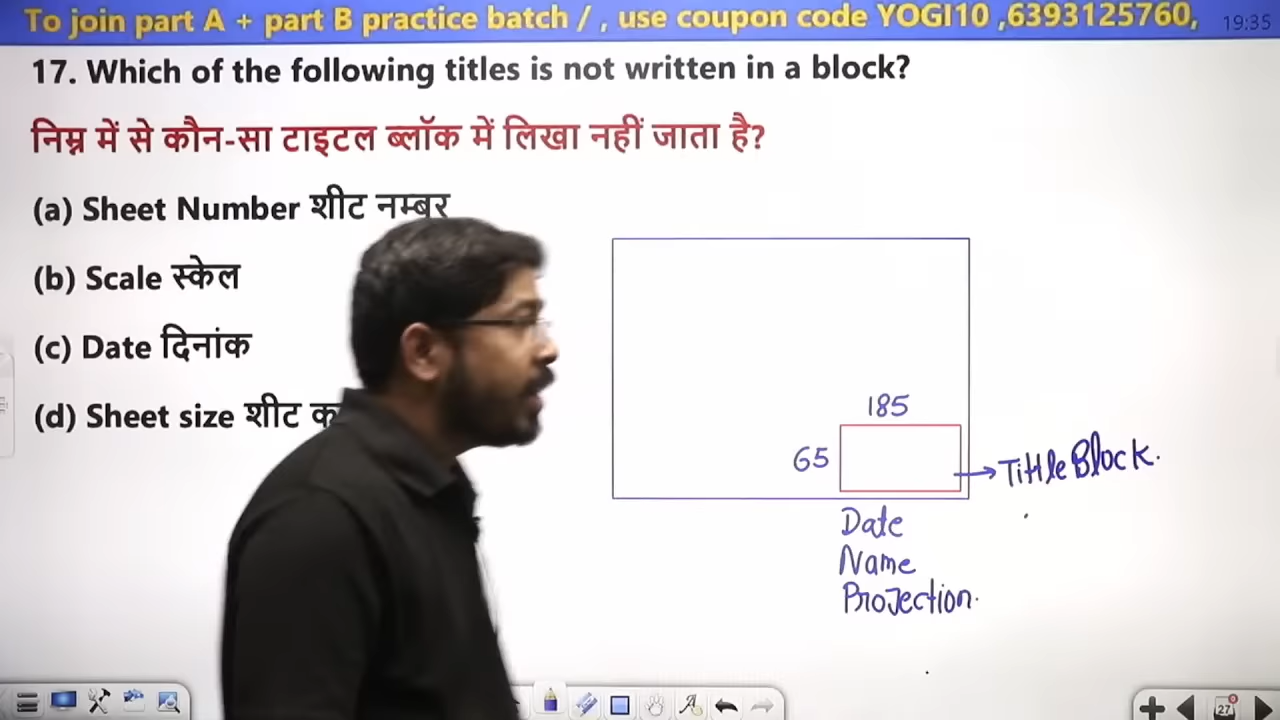 To join part A + part B practice batch / , use coupon code YOGI10 ,6393125760,
19:35
17. Which of the following titles is not written in a block?
निम्न में से कौन-सा टाइटल ब्लॉक में लिखा नहीं जाता है?
(a) Sheet Number शीट नम्बर
(b) Scale स्केल
(c) Date दिनांक
(d) Sheet size शीट
185
65
TittleBlock.
Date
Name
Projection.
27